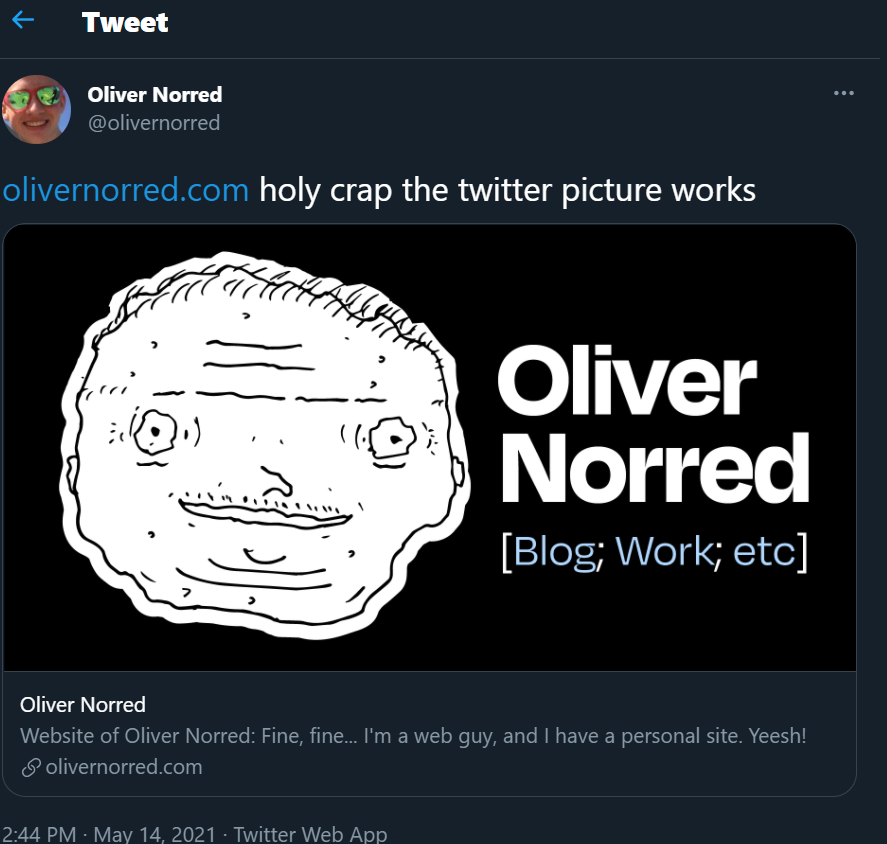 Tweet
Oliver Norred
@olivernorred
olivernorred.com holy crap the twitter picture works
Oliver
Norred
[Blog; Work; etc]
Oliver Norred
Website of Oliver Norred: Fine, fine... I'm a web guy, and I have a personal site. Yeesh!
olivernorred.com
2:44 PM · May 14, 2021 · Twitter Web App